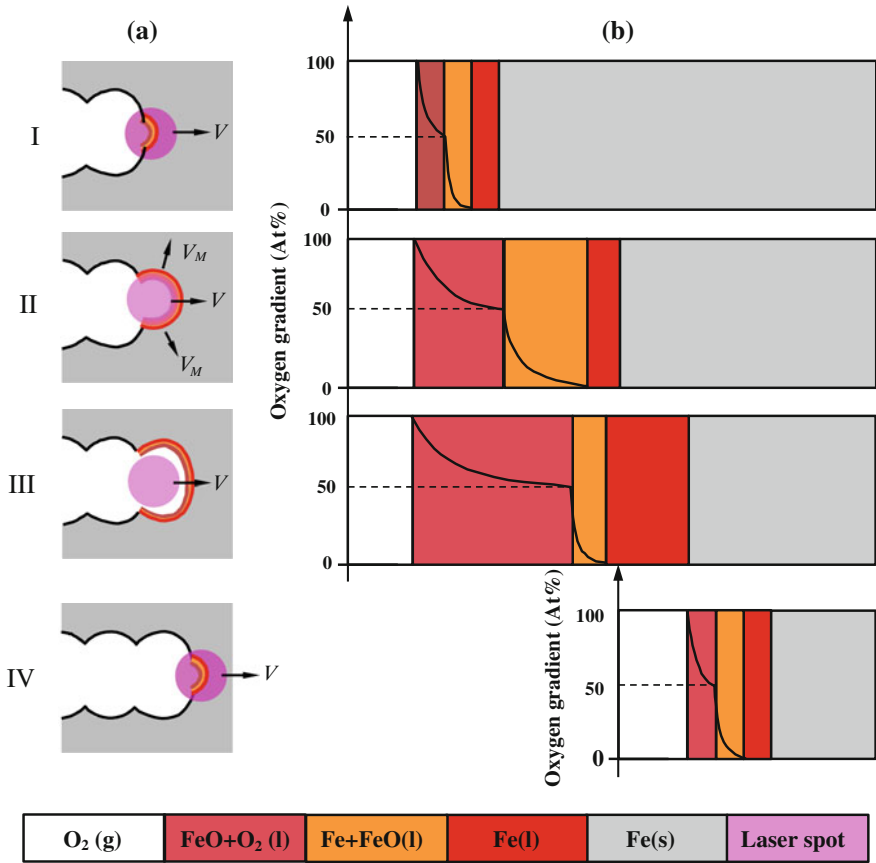 (a) (b)
I
V
100
50
0
II
V_M
V
V_M
100
50
0
III
V
100
50
0
Oxygen gradient (At%)
IV
V
100
50
0
Oxygen gradient (At%)
O₂ (g) FeO+O₂ (l) Fe+FeO(l) Fe(l) Fe(s) Laser spot